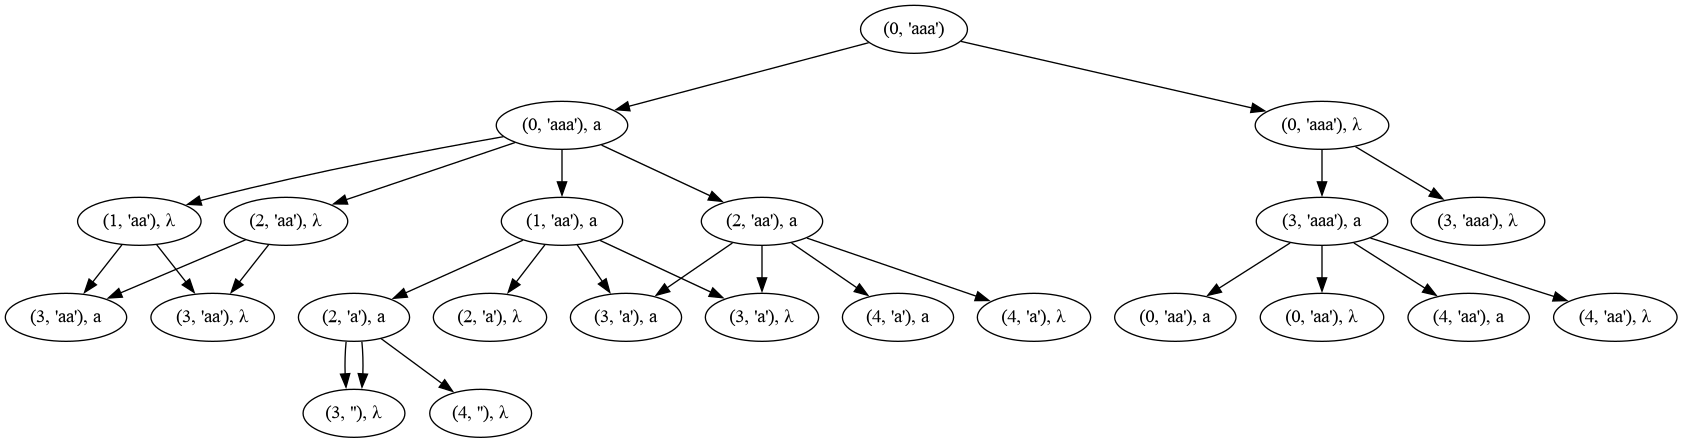 (0, 'aaa')
(0, 'aaa'), a
(0, 'aaa'), λ
(1, 'aa'), λ
(2, 'aa'), λ
(1, 'aa'), a
(2, 'aa'), a
(3, 'aaa'), a
(3, 'aaa'), λ
(3, 'aa'), a
(3, 'aa'), λ
(2, 'a'), a
(2, 'a'), λ
(3, 'a'), a
(3, 'a'), λ
(4, 'a'), a
(4, 'a'), λ
(0, 'aa'), a
(0, 'aa'), λ
(4, 'aa'), a
(4, 'aa'), λ
(3, ''), λ
(4, ''), λ